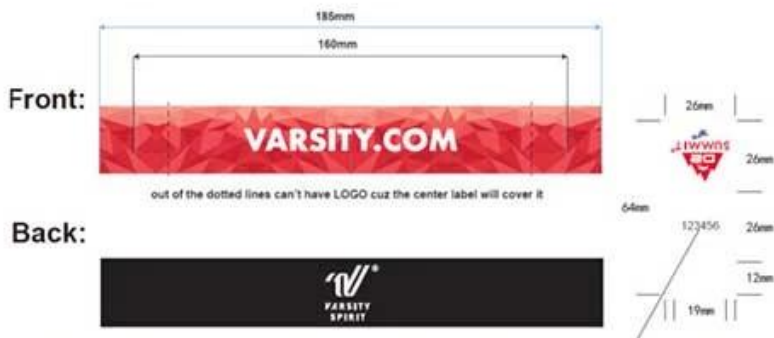 185mm
160mm
Front:
VARSITY.COM
out of the dotted lines can't have LOGO cuz the center label will cover it
Back:
VARSITY
SPIRIT
26mm
SUMMIT
26mm
64mm
123456
26mm
12mm
19mm